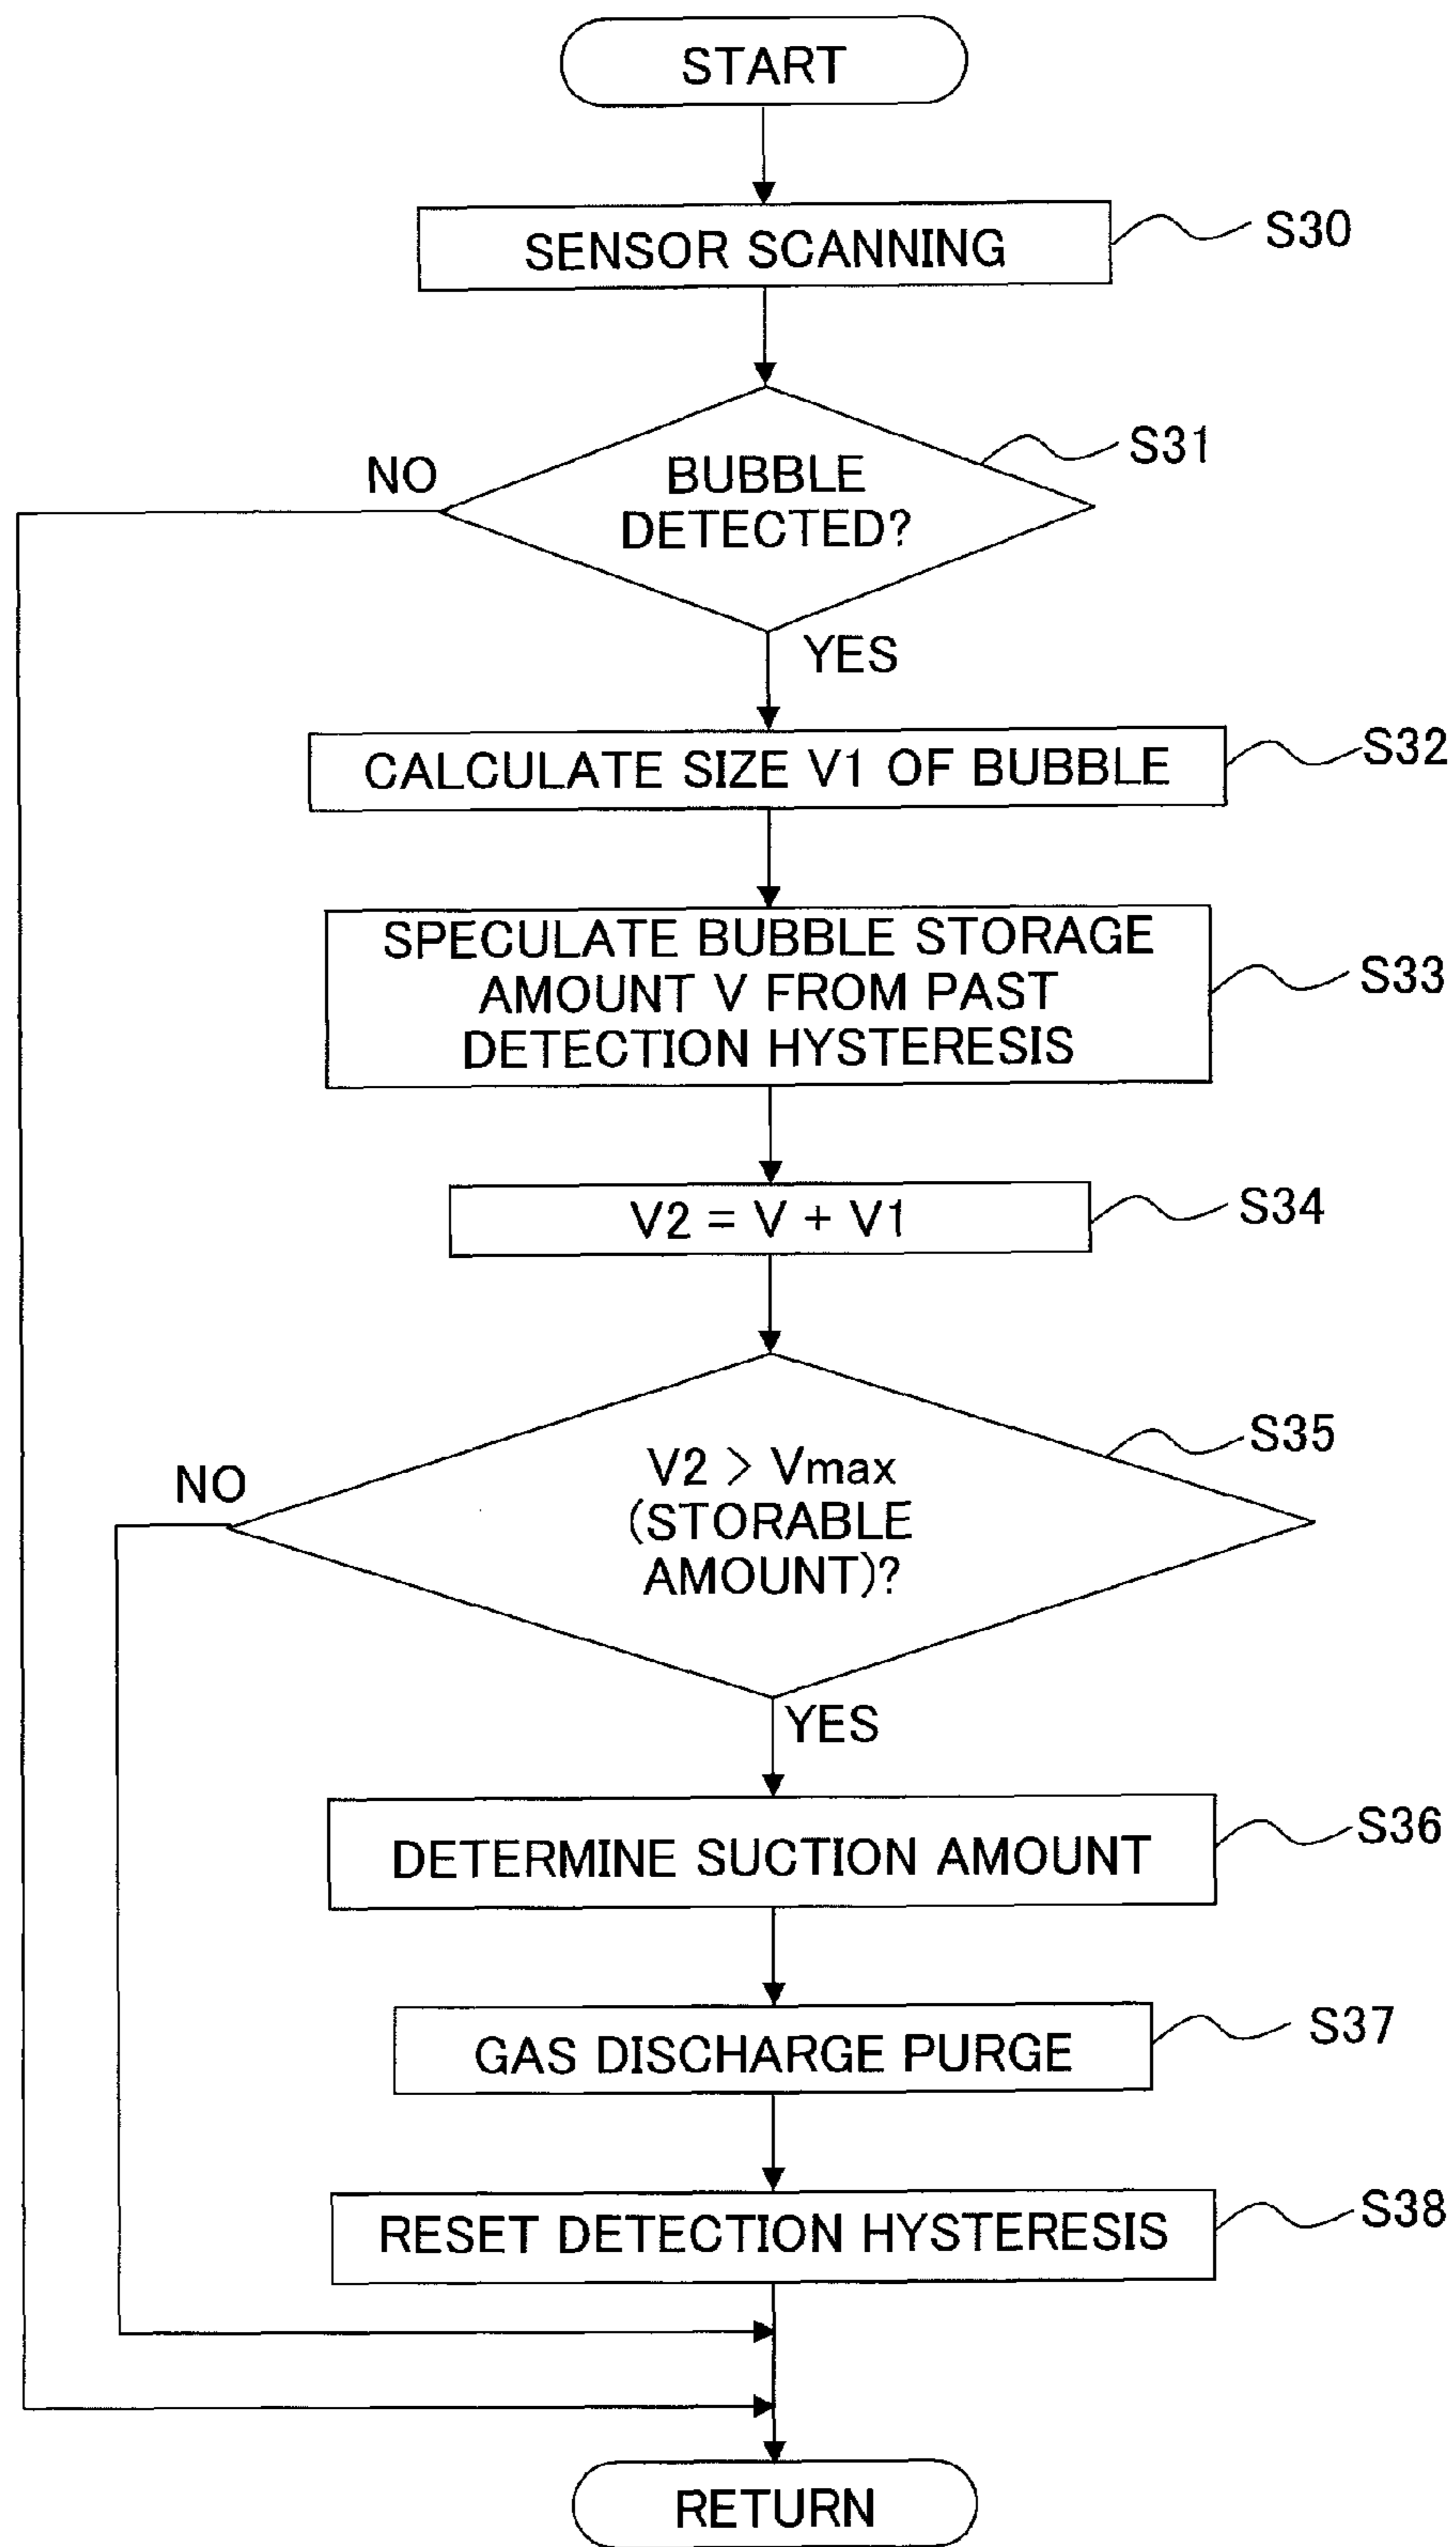 START
SENSOR SCANNING
S30
BUBBLE
DETECTED?
S31
NO
YES
CALCULATE SIZE V1 OF BUBBLE
S32
SPECULATE BUBBLE STORAGE
AMOUNT V FROM PAST
DETECTION HYSTERESIS
S33
V2 = V + V1
S34
V2 > Vmax
(STORABLE
AMOUNT)?
S35
NO
YES
DETERMINE SUCTION AMOUNT
S36
GAS DISCHARGE PURGE
S37
RESET DETECTION HYSTERESIS
S38
RETURN